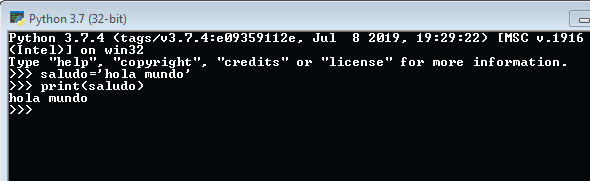 Python 3.7 (32-bit)
Python 3.7.4 (tags/v3.7.4:e09359112e, Jul  8 2019, 19:29:22) [MSC v.1916
(Intel)] on win32
Type "help", "copyright", "credits" or "license" for more information.
>>> saludo='hola mundo'
>>> print(saludo)
hola mundo
>>>